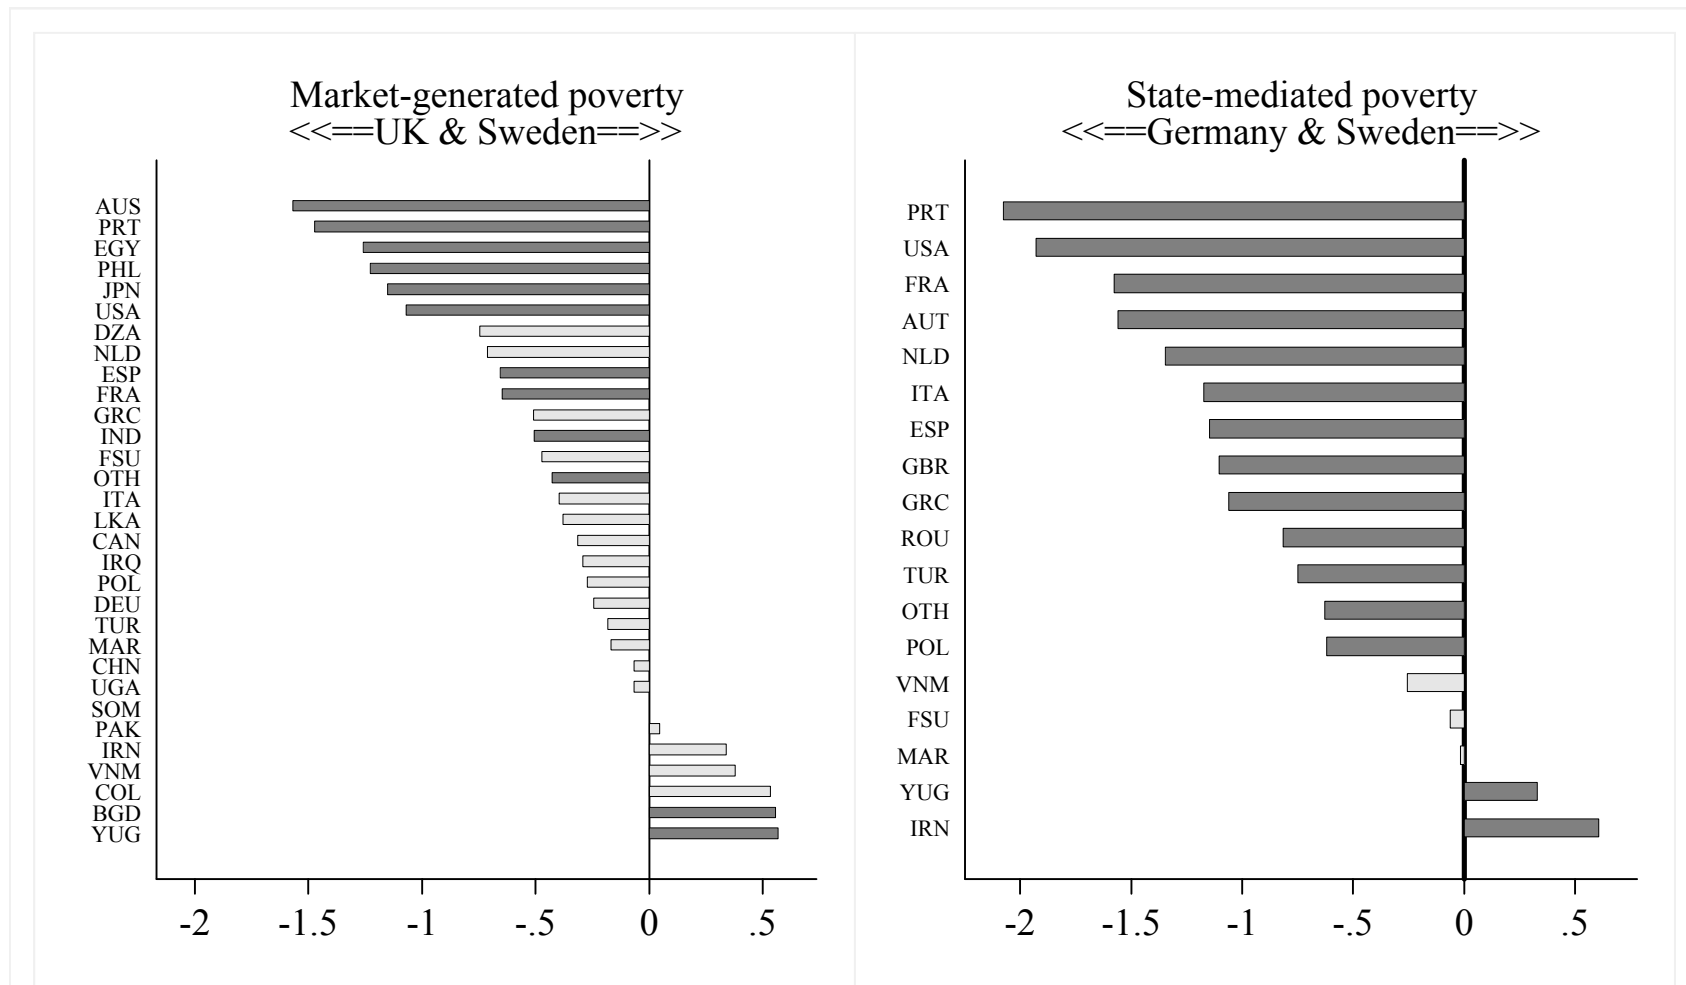 Market-generated poverty
<<==UK & Sweden==>>
AUS
PRT
EGY
PHL
JPN
USA
DZA
NLD
ESP
FRA
GRC
IND
FSU
OTH
ITA
LKA
CAN
IRQ
POL
DEU
TUR
MAR
CHN
UGA
SOM
PAK
IRN
VNM
COL
BGD
YUG
-2 -1.5 -1 -.5 0 .5
State-mediated poverty
<<==Germany & Sweden==>>
PRT
USA
FRA
AUT
NLD
ITA
ESP
GBR
GRC
ROU
TUR
OTH
POL
VNM
FSU
MAR
YUG
IRN
-2 -1.5 -1 -.5 0 .5